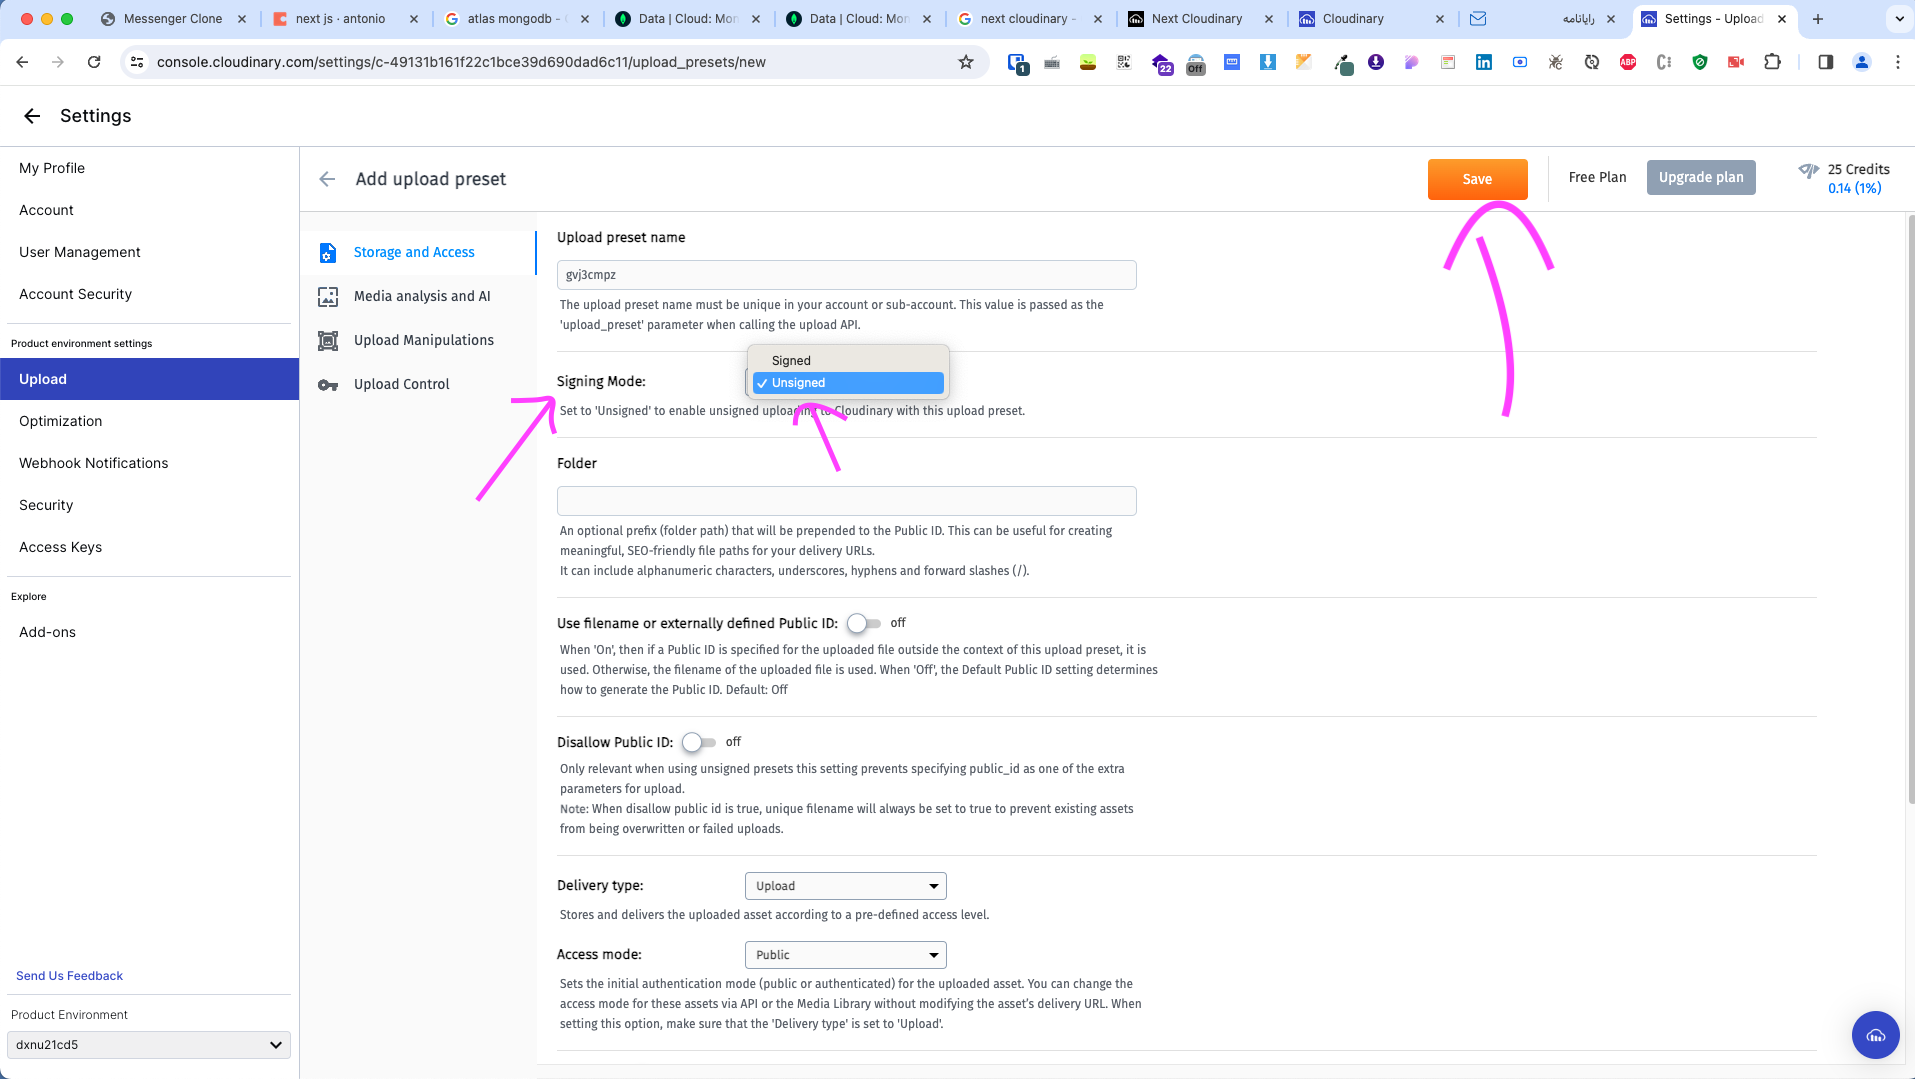 Messenger Clone
next js · antonio
atlas mongodb -
Data | Cloud: Mon
Data | Cloud: Mon
next cloudinary -
Next Cloudinary
Cloudinary
رایانامه
Settings - Upload
console.cloudinary.com/settings/c-49131b161f22c1bce39d690dad6c11/upload_presets/new
1
22
Off
ABP
Settings
My Profile
Account
User Management
Account Security
Product environment settings
Upload
Optimization
Webhook Notifications
Security
Access Keys
Explore
Add-ons
Send Us Feedback
Product Environment
dxnu21cd5
Add upload preset
Save
Free Plan
Upgrade plan
25 Credits
0.14 (1%)
Storage and Access
Media analysis and AI
Upload Manipulations
Upload Control
Upload preset name
gvj3cmpz
The upload preset name must be unique in your account or sub-account. This value is passed as the
'upload_preset' parameter when calling the upload API.
Signing Mode:
Signed
✓ Unsigned
Set to 'Unsigned' to enable unsigned uploading to Cloudinary with this upload preset.
Folder
An optional prefix (folder path) that will be prepended to the Public ID. This can be useful for creating
meaningful, SEO-friendly file paths for your delivery URLs.
It can include alphanumeric characters, underscores, hyphens and forward slashes (/).
Use filename or externally defined Public ID: off
When 'On', then if a Public ID is specified for the uploaded file outside the context of this upload preset, it is
used. Otherwise, the filename of the uploaded file is used. When 'Off', the Default Public ID setting determines
how to generate the Public ID. Default: Off
Disallow Public ID: off
Only relevant when using unsigned presets this setting prevents specifying public_id as one of the extra
parameters for upload.
Note: When disallow public id is true, unique filename will always be set to true to prevent existing assets
from being overwritten or failed uploads.
Delivery type: Upload
Stores and delivers the uploaded asset according to a pre-defined access level.
Access mode: Public
Sets the initial authentication mode (public or authenticated) for the uploaded asset. You can change the
access mode for these assets via API or the Media Library without modifying the asset's delivery URL. When
setting this option, make sure that the 'Delivery type' is set to 'Upload'.